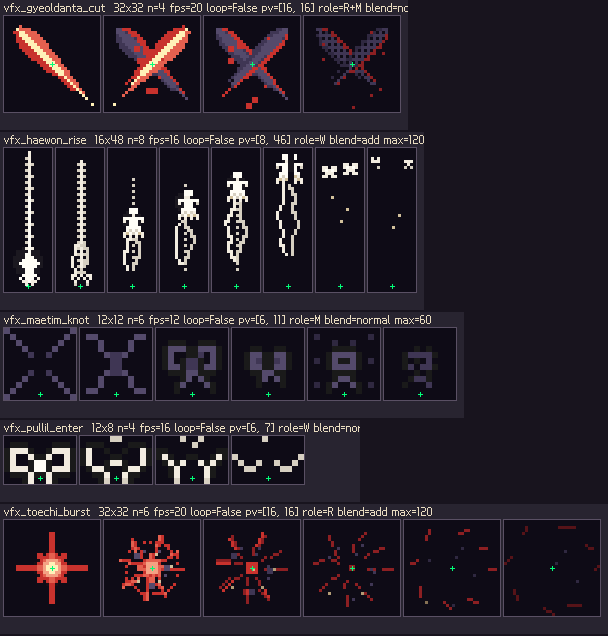 vfx_gyeoldanta_cut 32x32 n=4 fps=20 loop=False pv=[16, 16] role=R+M blend=nc
vfx_haewon_rise 16x48 n=8 fps=16 loop=False pv=[8, 46] role=W blend=add max=120
vfx_maetim_knot 12x12 n=6 fps=12 loop=False pv=[6, 11] role=M blend=normal max=60
vfx_pullil_enter 12x8 n=4 fps=16 loop=False pv=[6, 7] role=W blend=nor
vfx_toechi_burst 32x32 n=6 fps=20 loop=False pv=[16, 16] role=R blend=add max=120